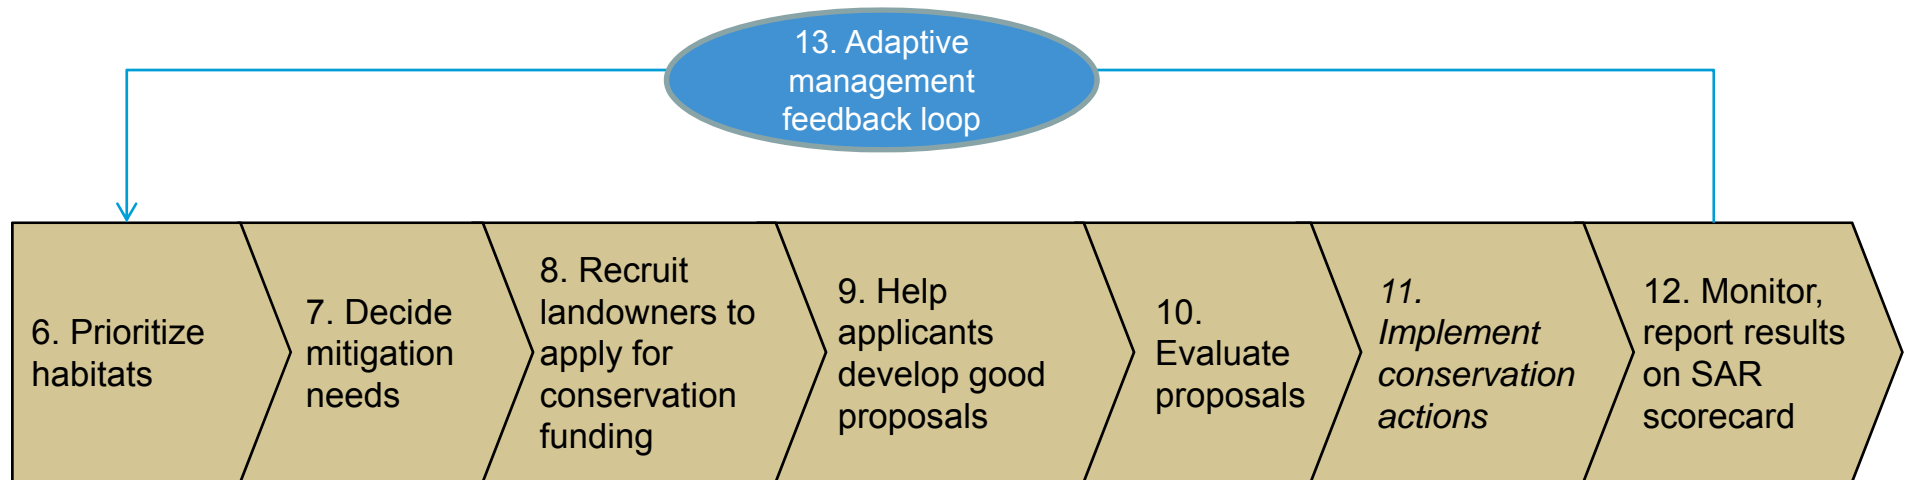 13. Adaptive
management
feedback loop
6. Prioritize
habitats
7. Decide
mitigation
needs
8. Recruit
landowners to
apply for
conservation
funding
9. Help
applicants
develop good
proposals
10.
Evaluate
proposals
11.
Implement
conservation
actions
12. Monitor,
report results
on SAR
scorecard